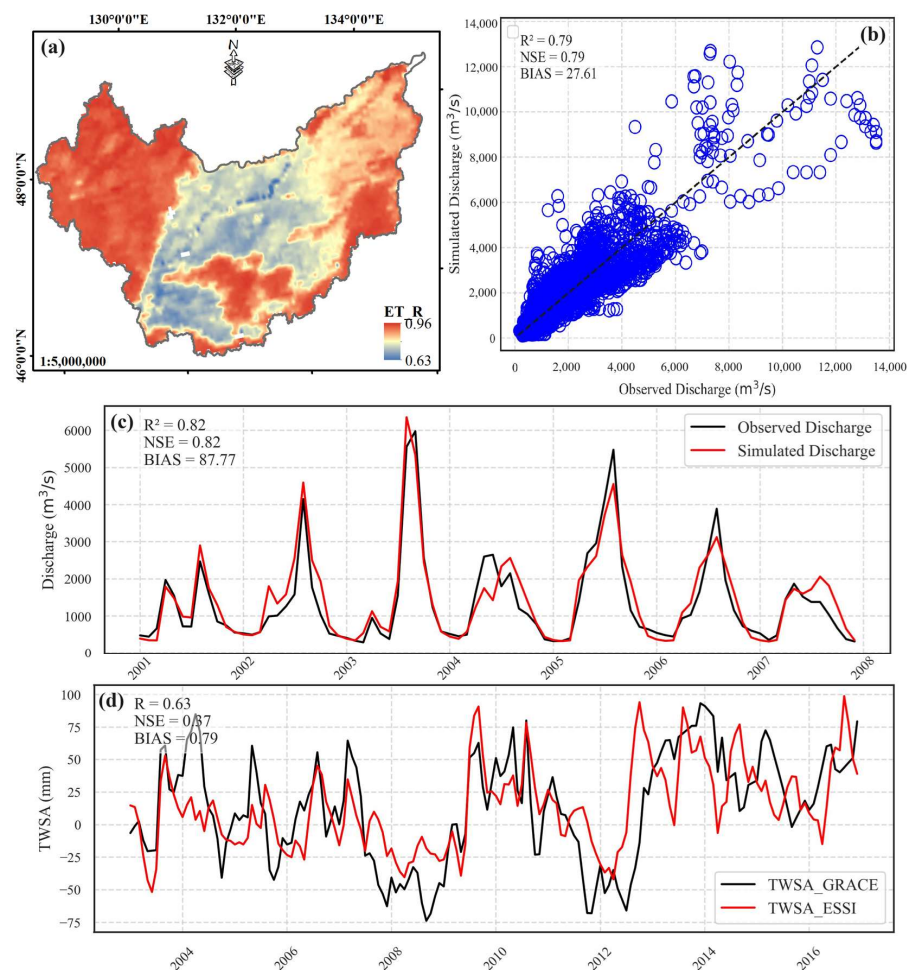 130°0'0"E 132°0'0"E 134°0'0"E
(a)
N
48°0'0"N
46°0'0"N
ET_R
0.96
0.63
1:5,000,000
(b)
R² = 0.79
NSE = 0.79
BIAS = 27.61
14,000
12,000
10,000
8,000
6,000
4,000
2,000
0
Simulated Discharge (m³/s)
0 2,000 4,000 6,000 8,000 10,000 12,000 14,000
Observed Discharge (m³/s)
(c)
R² = 0.82
NSE = 0.82
BIAS = 87.77
Observed Discharge
Simulated Discharge
6000
5000
4000
3000
2000
1000
0
Discharge (m³/s)
2001 2002 2003 2004 2005 2006 2007 2008
(d)
R = 0.63
NSE = 0.37
BIAS = 0.79
100
75
50
25
0
−25
−50
−75
TWSA (mm)
TWSA_GRACE
TWSA_ESSI
2004 2006 2008 2010 2012 2014 2016